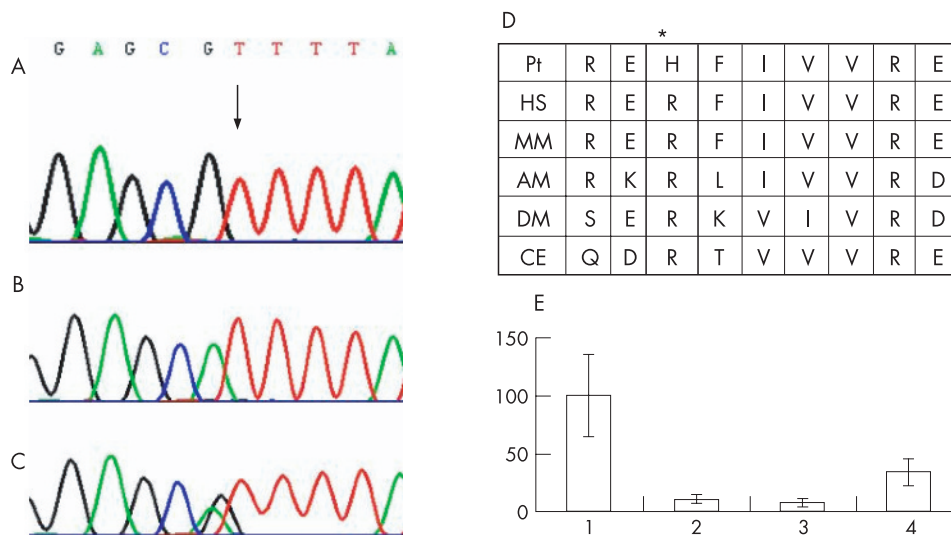 A
G A G C G T T T T A
B
C
D
*
Pt R E H F I V V R E
HS R E R F I V V R E
MM R E R F I V V R E
AM R K R L I V V R D
DM S E R K V I V R D
CE Q D R T V V V R E
E
150
100
50
0
1 2 3 4